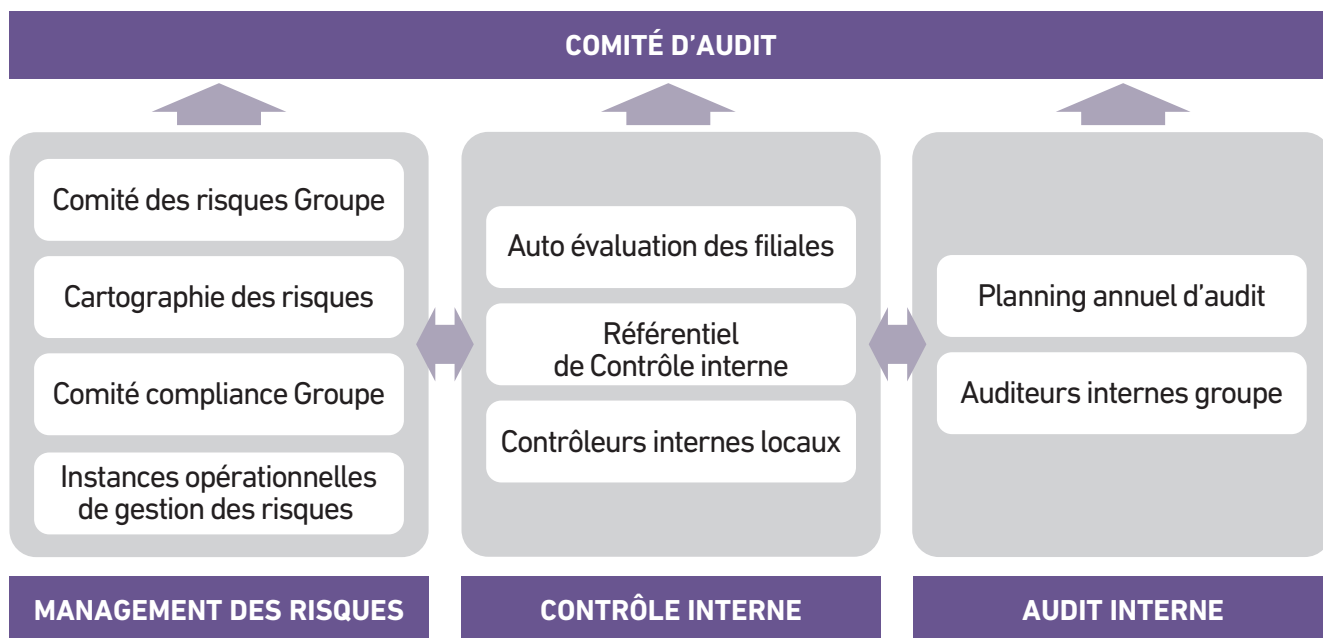 COMITÉ D'AUDIT
Comité des risques Groupe
Cartographie des risques
Comité compliance Groupe
Instances opérationnelles
de gestion des risques
MANAGEMENT DES RISQUES
Auto évaluation des filiales
Référentiel
de Contrôle interne
Contrôleurs internes locaux
CONTRÔLE INTERNE
Planning annuel d'audit
Auditeurs internes groupe
AUDIT INTERNE